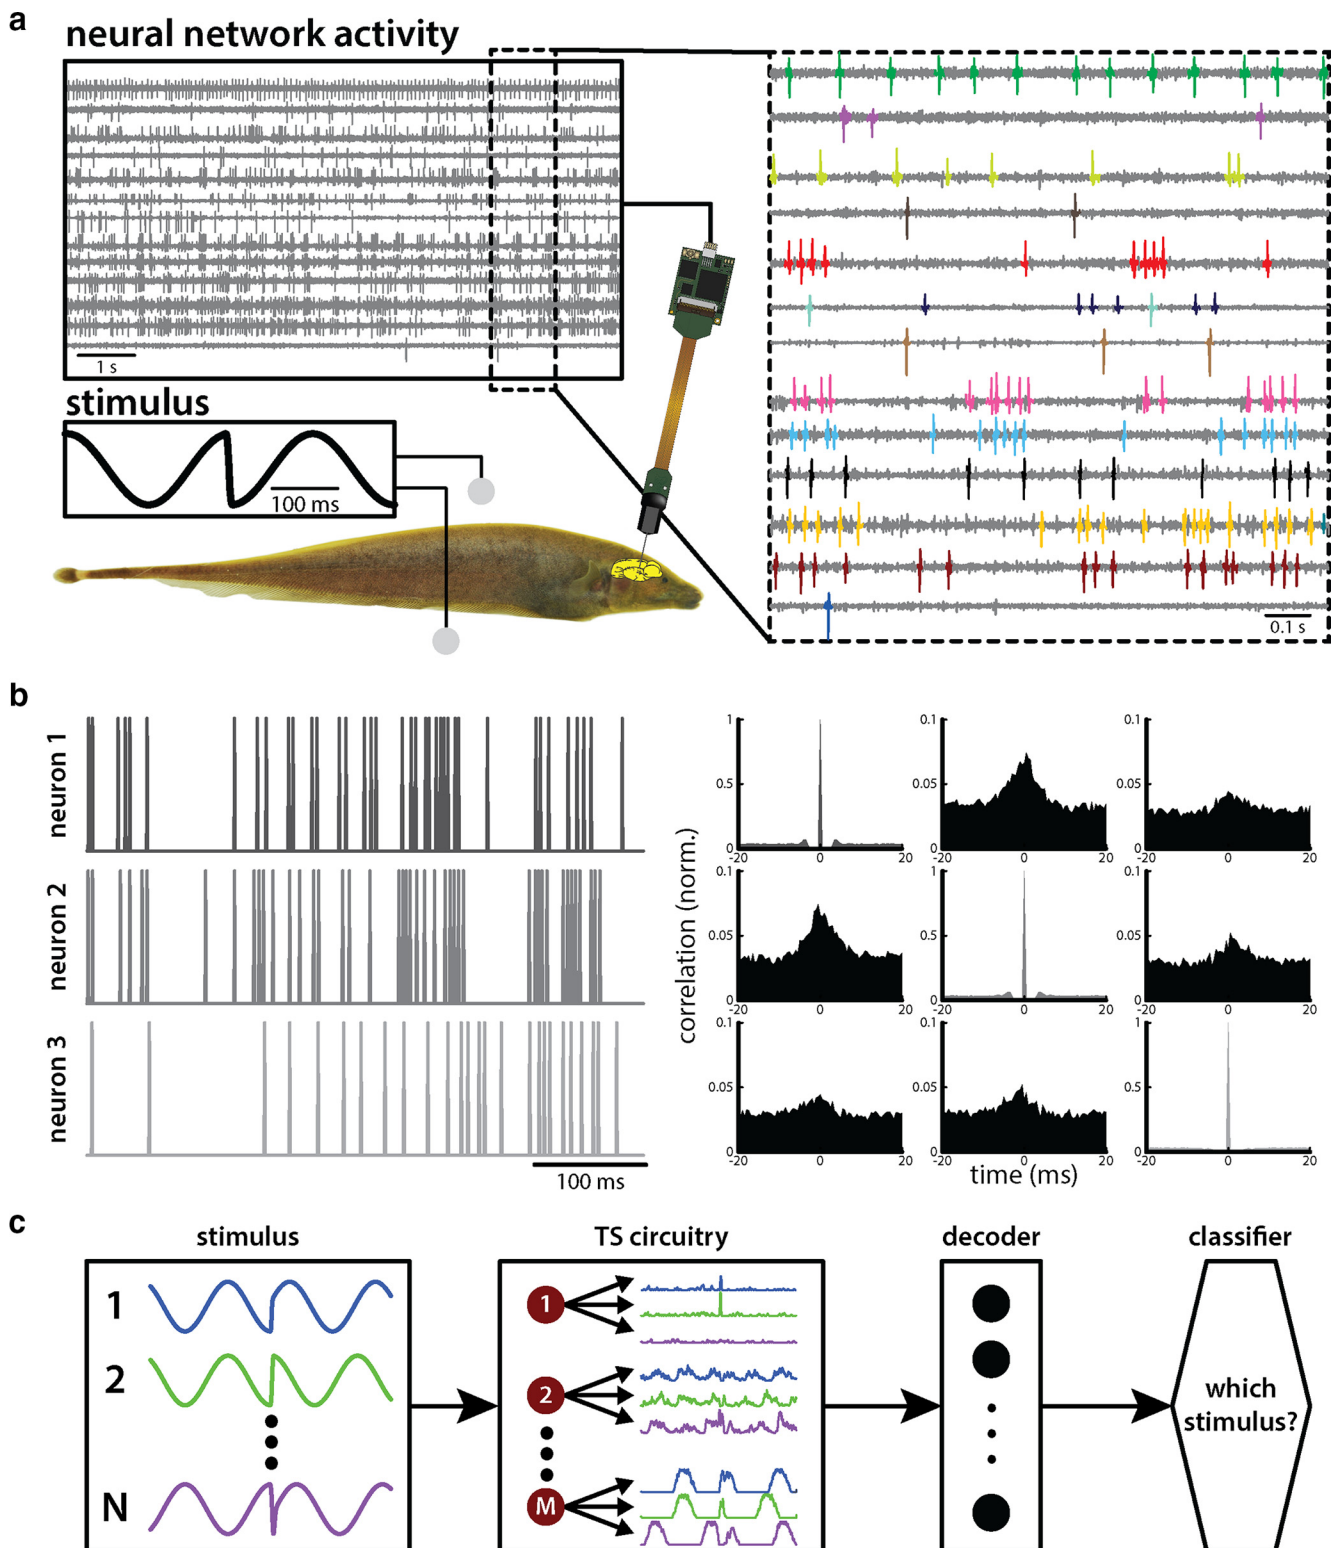 a
neural network activity
1 s
stimulus
100 ms
0.1 s
b
neuron 1
neuron 2
neuron 3
100 ms
correlation (norm.)
1
0.5
0
-20
0
20
0.1
0.05
0
-20
0
20
0.1
0.05
0
-20
0
20
0.1
0.05
0
-20
0
20
1
0.5
0
-20
0
20
0.1
0.05
0
-20
0
20
0.1
0.05
0
-20
0
20
0.1
0.05
0
-20
0
20
1
0.5
0
-20
0
20
time (ms)
c
stimulus
TS circuitry
decoder
classifier
1
2
N
1
2
M
which
stimulus?